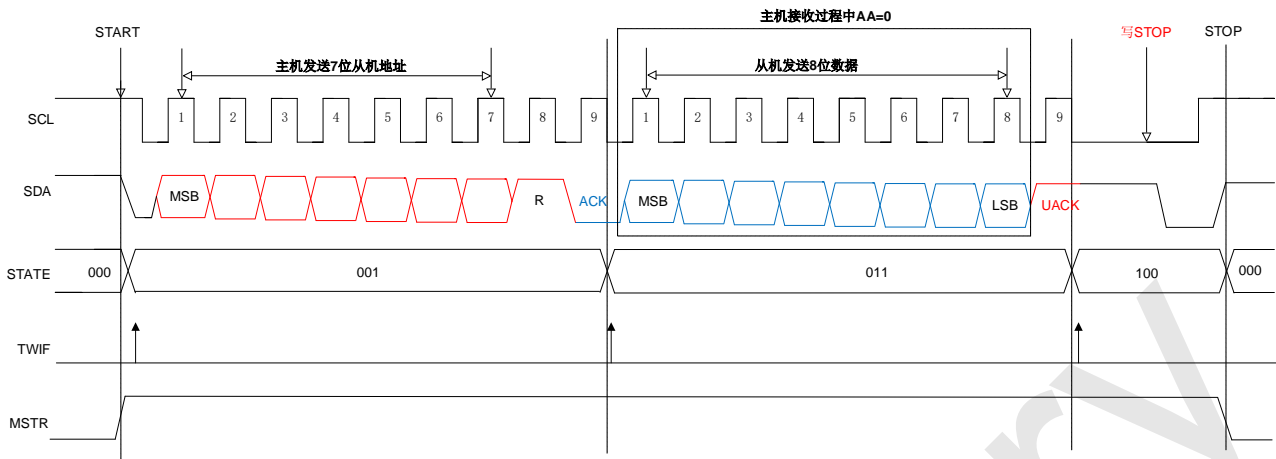 主机接收过程中AA=0
START
写STOP
STOP
主机发送7位从机地址
从机发送8位数据
SCL
1 2 3 4 5 6 7 8 9 1 2 3 4 5 6 7 8 9
SDA
MSB R ACK MSB LSB UACK
STATE
000 001 011 100 000
TWIF
MSTR